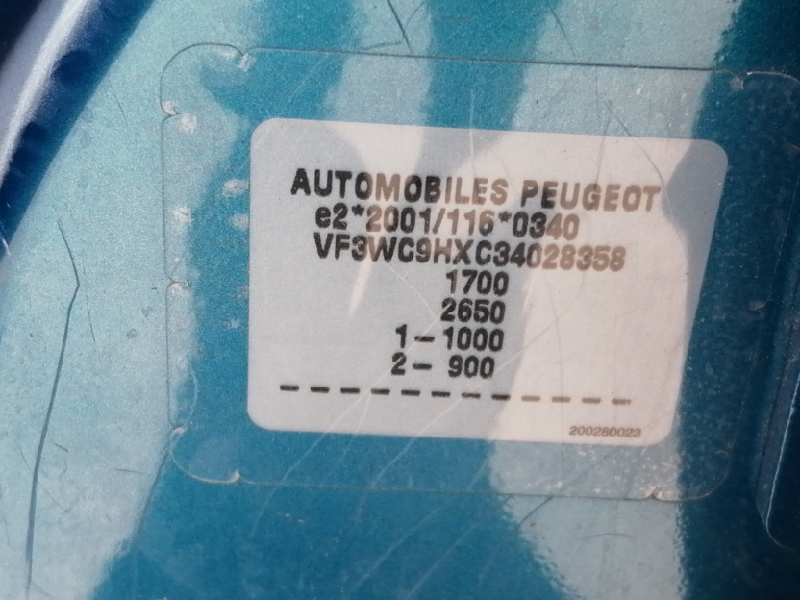 AUTOMOBILES PEUGEOT
e2*2001/116*0340
VF3WC9HXC34028358
1700
2650
1- 1000
2- 900
– – – – – – – – – – – – – –
200280023